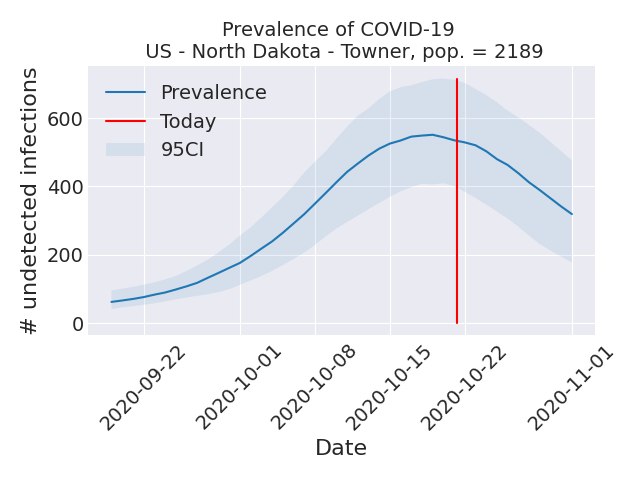 Prevalence of COVID-19
US - North Dakota - Towner, pop. = 2189
Prevalence
Today
95CI
# undetected infections
600
400
200
0
2020-09-22
2020-10-01
2020-10-08
2020-10-15
2020-10-22
2020-11-01
Date